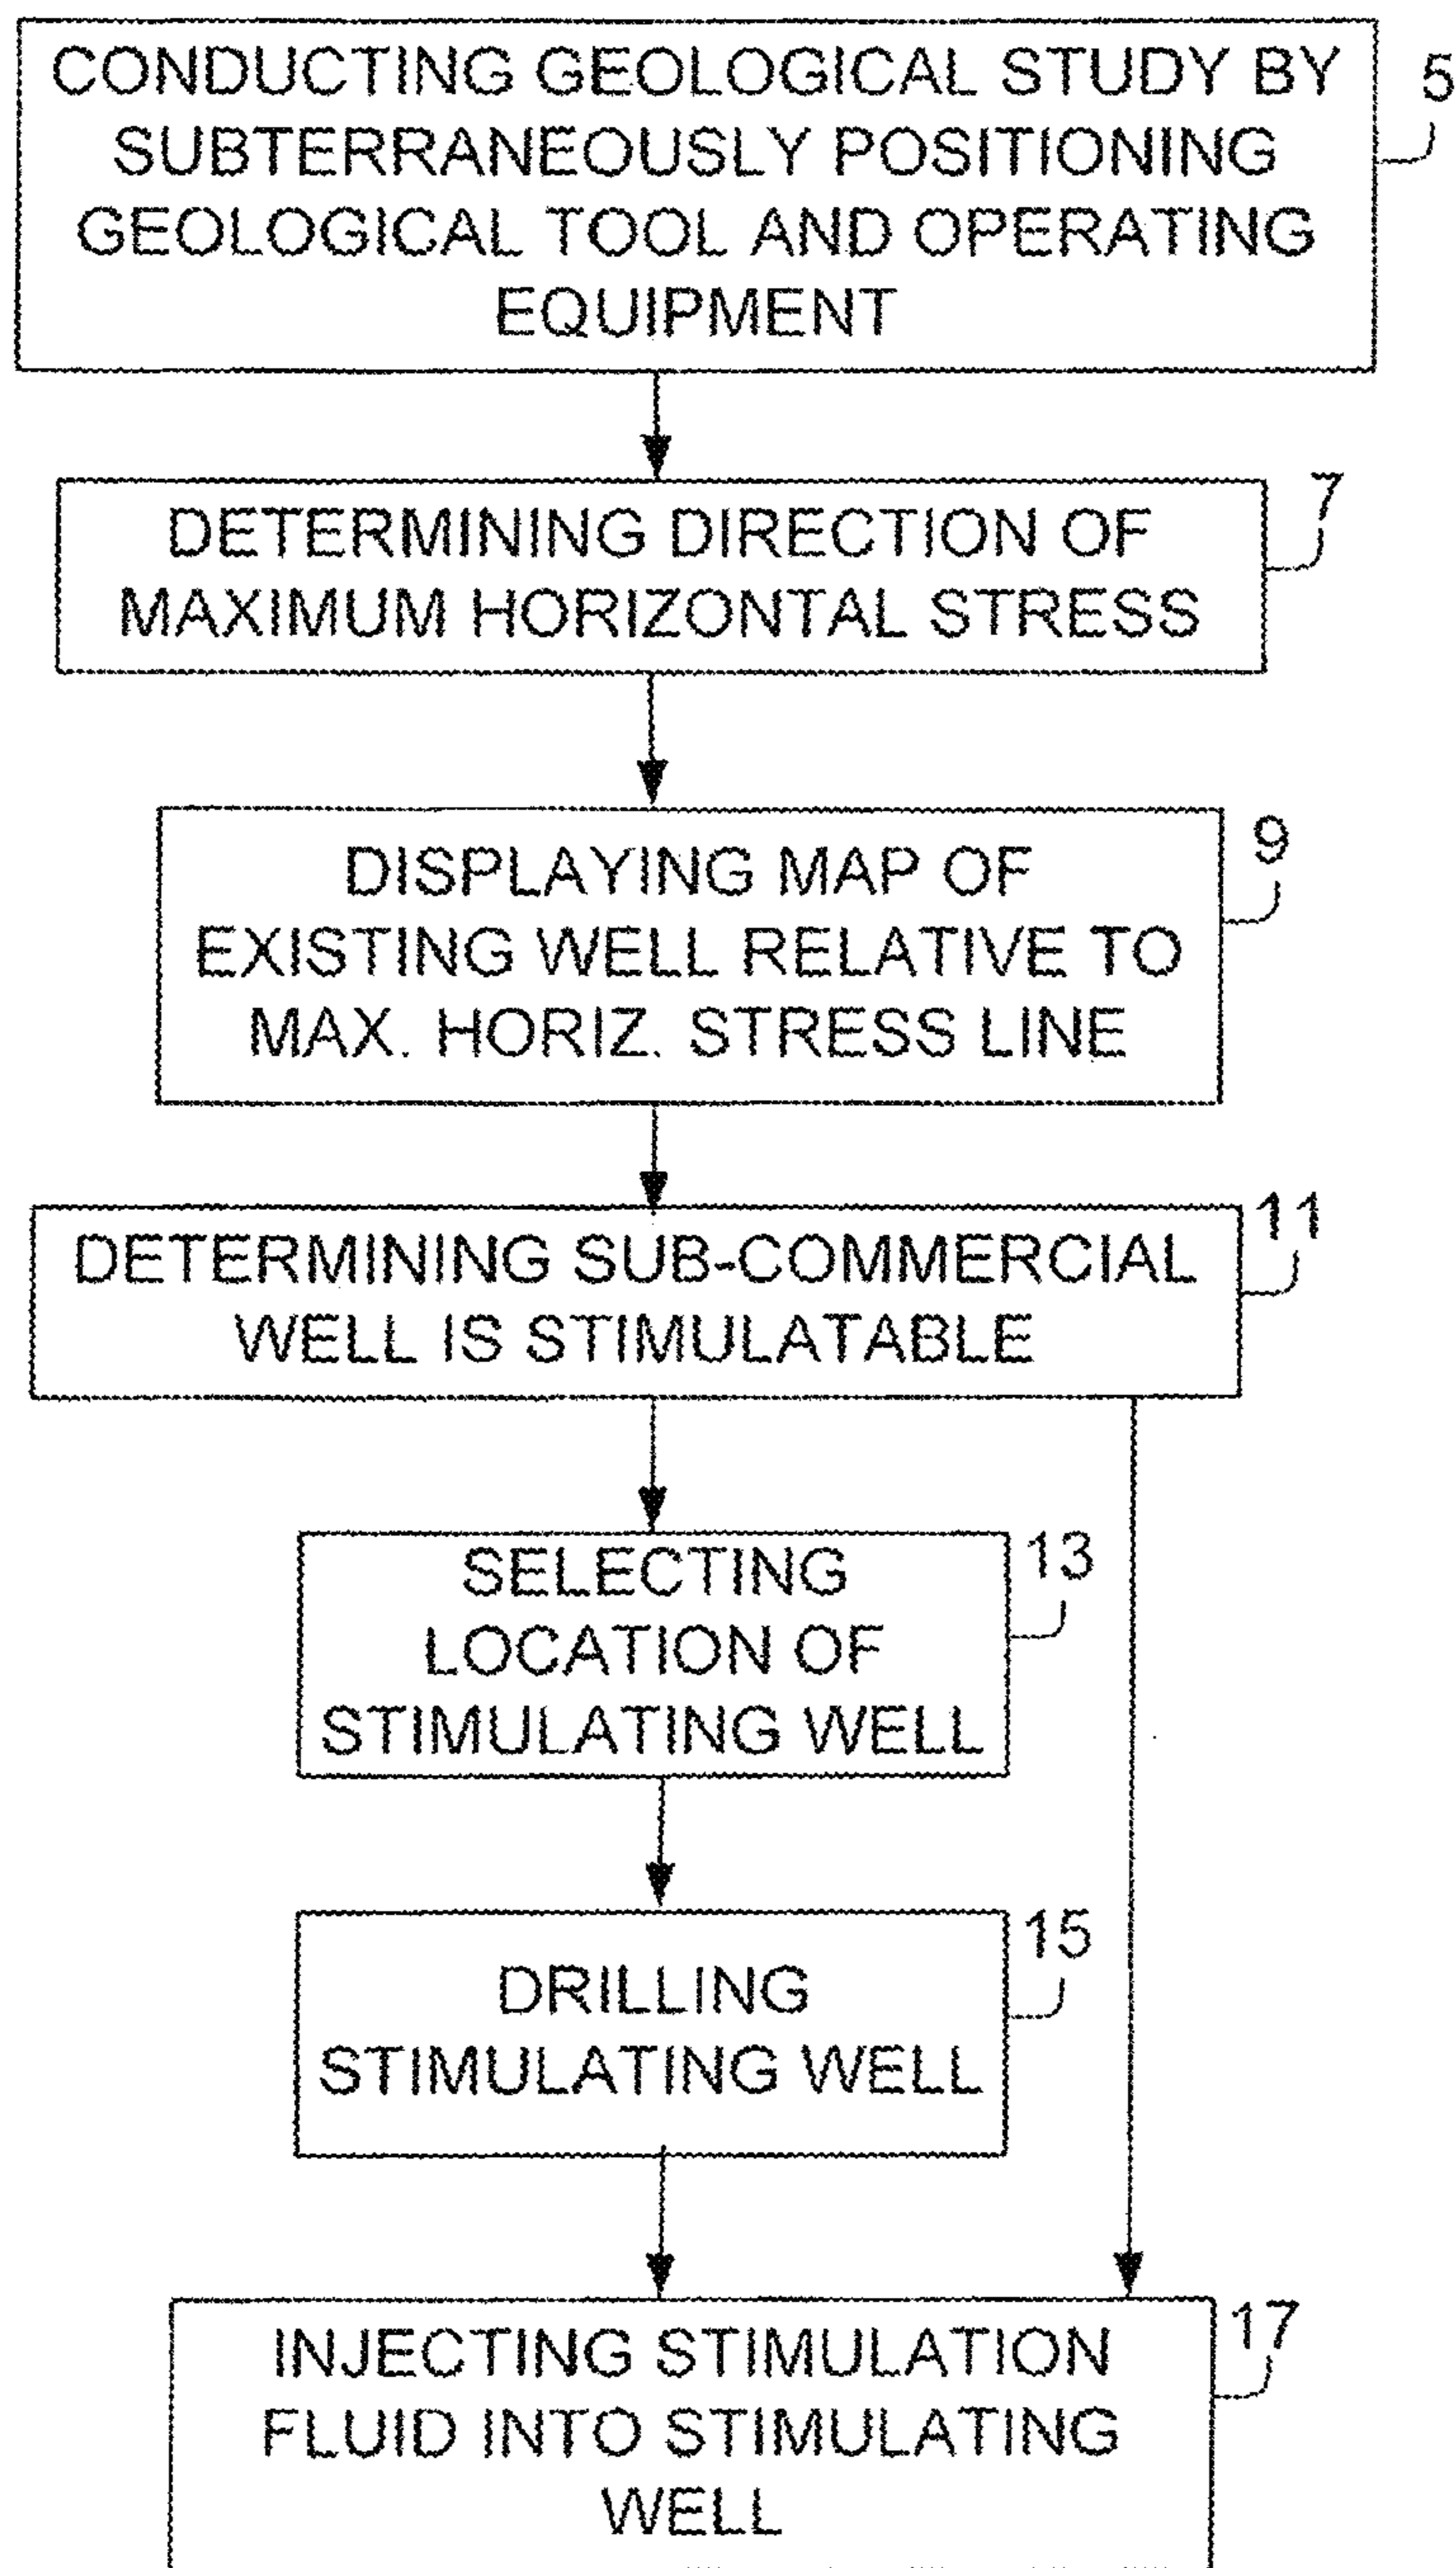 CONDUCTING GEOLOGICAL STUDY BY
SUBTERRANEOUSLY POSITIONING
GEOLOGICAL TOOL AND OPERATING
EQUIPMENT
5
DETERMINING DIRECTION OF
MAXIMUM HORIZONTAL STRESS
7
DISPLAYING MAP OF
EXISTING WELL RELATIVE TO
MAX. HORIZ. STRESS LINE
9
DETERMINING SUB-COMMERCIAL
WELL IS STIMULATABLE
11
SELECTING
LOCATION OF
STIMULATING WELL
13
DRILLING
STIMULATING WELL
15
INJECTING STIMULATION
FLUID INTO STIMULATING
WELL
17